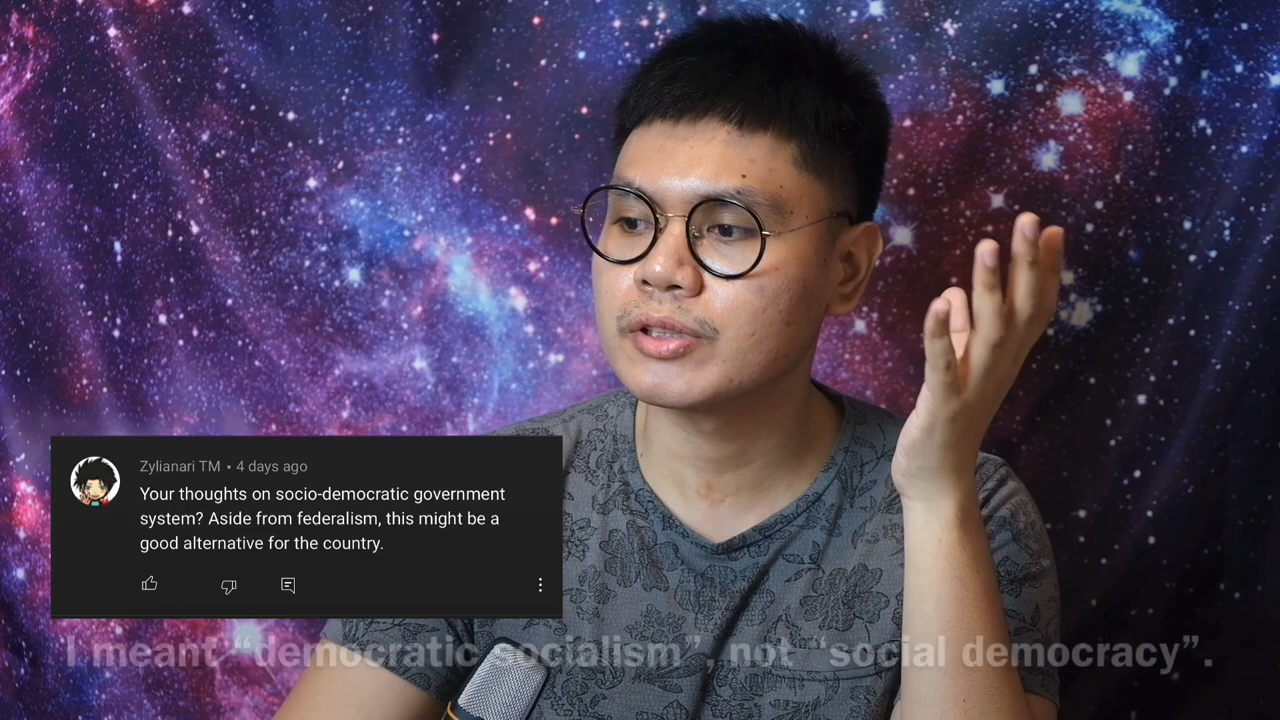 Zylianari TM • 4 days ago
Your thoughts on socio-democratic government
system? Aside from federalism, this might be a
good alternative for the country.
I meant “democratic socialism”, not “social democracy”.